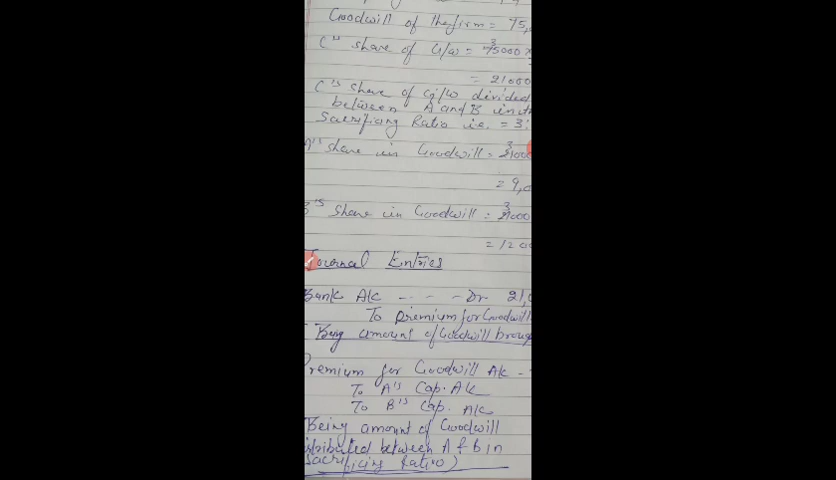 Goodwill of the firm = 75,
C's share of G/w = 75000 ×
= 21000
C's share of G/w divided
between A and B in th
Sacrificing Ratio i.e. = 3:
A's share in Goodwill = 3 21000
= 9,0
B's share in Goodwill = 3 21000
= 12 00
Journal Entries
Bank A/c - - - - Dr. 21,0
To Premium for Goodwill
Being amount of Goodwill broug
Premium for Goodwill A/c -
To A's Cap. A/c
To B's Cap. A/c
Being amount of Goodwill
stributed between A & B in
Sacrificing Ratio)